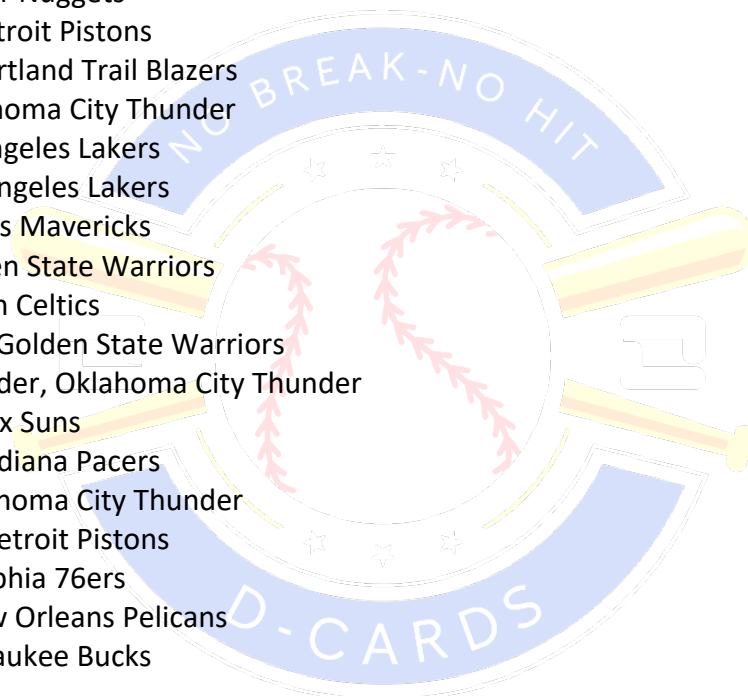 Nuggets
troit Pistons
rtland Trail Blazers
homa City Thunder
ngeles Lakers
ngeles Lakers
s Mavericks
en State Warriors
n Celtics
Golden State Warriors
der, Oklahoma City Thunder
x Suns
diana Pacers
homa City Thunder
etroit Pistons
phia 76ers
w Orleans Pelicans
aukee Bucks
NO BREAK-NO HIT
D-CARDS